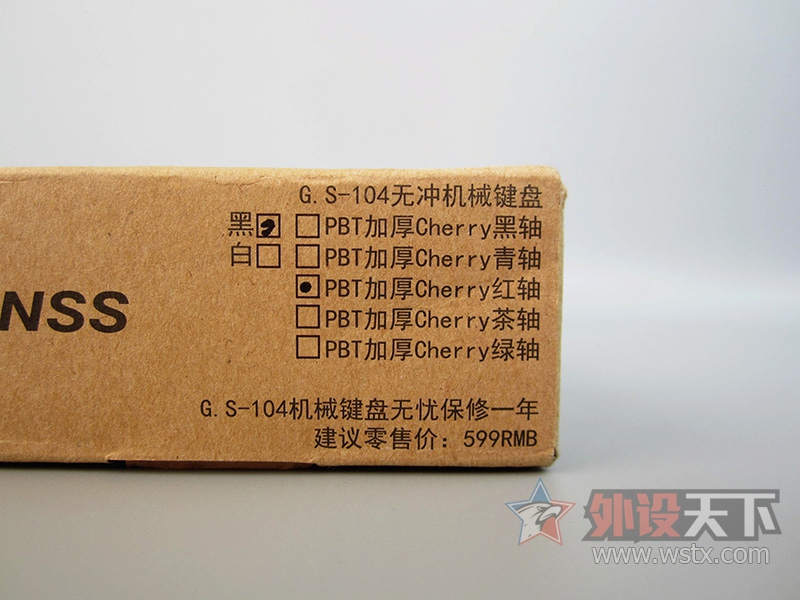 G.S-104无冲机械键盘
黑 PBT加厚Cherry黑轴
白 PBT加厚Cherry青轴
PBT加厚Cherry红轴
PBT加厚Cherry茶轴
PBT加厚Cherry绿轴
NSS
G.S-104机械键盘无忧保修一年
建议零售价：599RMB
外设天下
www.wstx.com